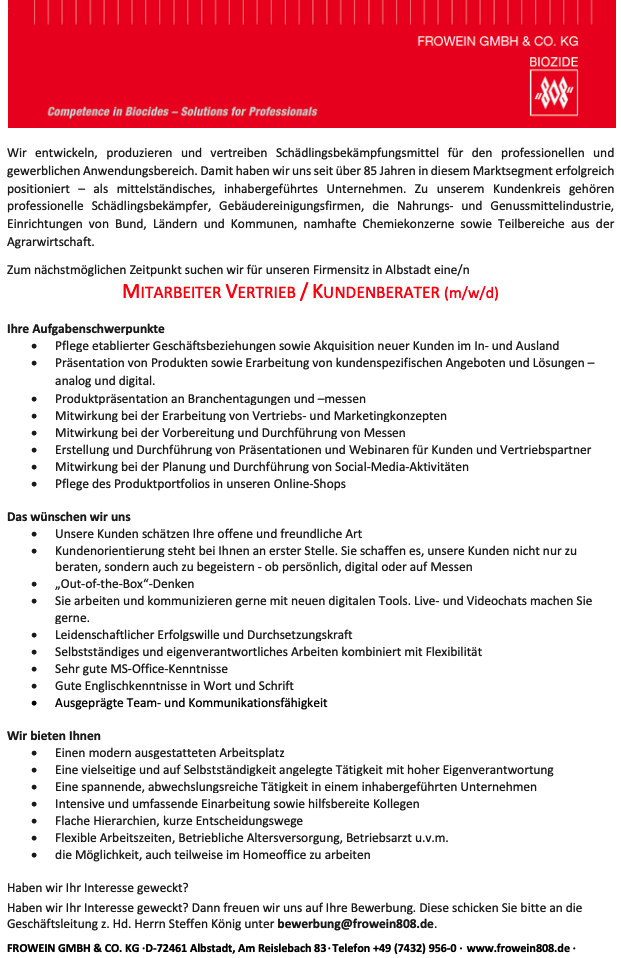 FROWEIN GMBH & CO. KG
BIOZIDE
"808"
Competence in Biocides – Solutions for Professionals
Wir entwickeln, produzieren und vertreiben Schädlingsbekämpfungsmittel für den professionellen und
gewerblichen Anwendungsbereich. Damit haben wir uns seit über 85 Jahren in diesem Marktsegment erfolgreich
positioniert – als mittelständisches, inhabergeführtes Unternehmen. Zu unserem Kundenkreis gehören
professionelle Schädlingsbekämpfer, Gebäudereinigungsfirmen, die Nahrungs- und Genussmittelindustrie,
Einrichtungen von Bund, Ländern und Kommunen, namhafte Chemiekonzerne sowie Teilbereiche aus der
Agrarwirtschaft.
Zum nächstmöglichen Zeitpunkt suchen wir für unseren Firmensitz in Albstadt eine/n
MITARBEITER VERTRIEB / KUNDENBERATER (m/w/d)
Ihre Aufgabenschwerpunkte
• Pflege etablierter Geschäftsbeziehungen sowie Akquisition neuer Kunden im In- und Ausland
• Präsentation von Produkten sowie Erarbeitung von kundenspezifischen Angeboten und Lösungen –
analog und digital.
• Produktpräsentation an Branchentagungen und –messen
• Mitwirkung bei der Erarbeitung von Vertriebs- und Marketingkonzepten
• Mitwirkung bei der Vorbereitung und Durchführung von Messen
• Erstellung und Durchführung von Präsentationen und Webinaren für Kunden und Vertriebspartner
• Mitwirkung bei der Planung und Durchführung von Social-Media-Aktivitäten
• Pflege des Produktportfolios in unseren Online-Shops
Das wünschen wir uns
• Unsere Kunden schätzen Ihre offene und freundliche Art
• Kundenorientierung steht bei Ihnen an erster Stelle. Sie schaffen es, unsere Kunden nicht nur zu
beraten, sondern auch zu begeistern - ob persönlich, digital oder auf Messen
• „Out-of-the-Box“-Denken
• Sie arbeiten und kommunizieren gerne mit neuen digitalen Tools. Live- und Videochats machen Sie
gerne.
• Leidenschaftlicher Erfolgswille und Durchsetzungskraft
• Selbstständiges und eigenverantwortliches Arbeiten kombiniert mit Flexibilität
• Sehr gute MS-Office-Kenntnisse
• Gute Englischkenntnisse in Wort und Schrift
• Ausgeprägte Team- und Kommunikationsfähigkeit
Wir bieten Ihnen
• Einen modern ausgestatteten Arbeitsplatz
• Eine vielseitige und auf Selbstständigkeit angelegte Tätigkeit mit hoher Eigenverantwortung
• Eine spannende, abwechslungsreiche Tätigkeit in einem inhabergeführten Unternehmen
• Intensive und umfassende Einarbeitung sowie hilfsbereite Kollegen
• Flache Hierarchien, kurze Entscheidungswege
• Flexible Arbeitszeiten, Betriebliche Altersversorgung, Betriebsarzt u.v.m.
• die Möglichkeit, auch teilweise im Homeoffice zu arbeiten
Haben wir Ihr Interesse geweckt?
Haben wir Ihr Interesse geweckt? Dann freuen wir uns auf Ihre Bewerbung. Diese schicken Sie bitte an die
Geschäftsleitung z. Hd. Herrn Steffen König unter bewerbung@frowein808.de.
FROWEIN GMBH & CO. KG ·D-72461 Albstadt, Am Reislebach 83·Telefon +49 (7432) 956-0 · www.frowein808.de ·